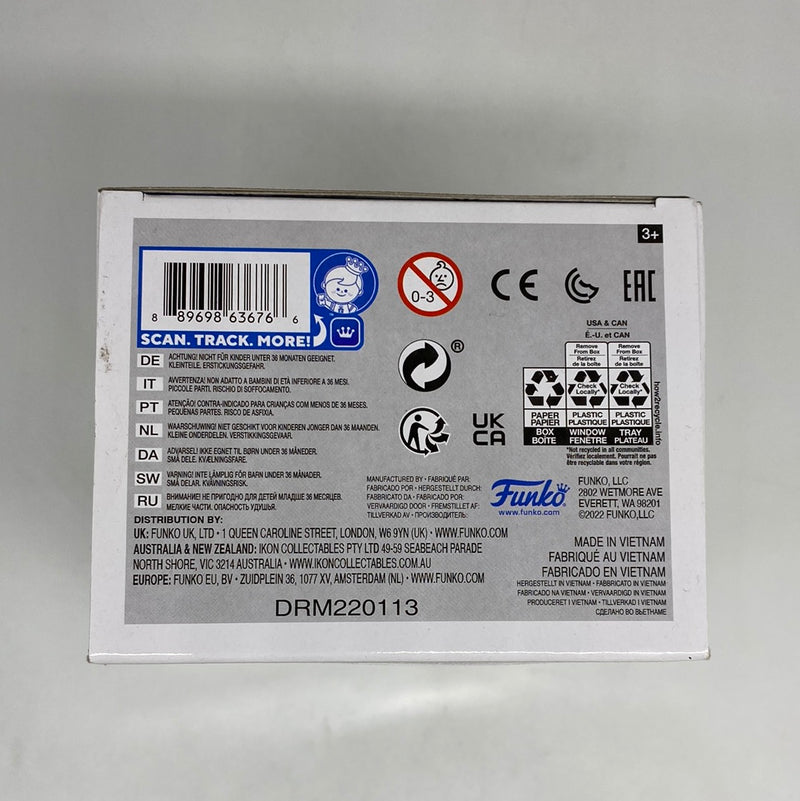 3+
8 89698 63676 6
SCAN. TRACK. MORE!
0-3
CE
EAC
USA & CAN
É.-U. et CAN
Remove From Box
Retirez de la boîte
Remove From Box
Retirez de la boîte
Check Locally*
Check Locally*
PAPER
PAPIER
PLASTIC
PLASTIQUE
PLASTIC
PLASTIQUE
BOX
BOÎTE
WINDOW
FENÊTRE
TRAY
PLATEAU
how2recycle.info
*Not recycled in all communities.
Vérifiez localement. Pourrait ne pas
être recyclable dans votre région.
®
UK
CA
DE ACHTUNG! NICHT FÜR KINDER UNTER 36 MONATEN GEEIGNET.
KLEINTEILE. ERSTICKUNGSGEFAHR.
IT AVVERTENZA! NON ADATTO A BAMBINI DI ETÀ INFERIORE A 36 MESI.
PICCOLE PARTI. RISCHIO DI SOFFOCAMENTO.
PT ATENÇÃO! CONTRA-INDICADO PARA CRIANÇAS COM MENOS DE 36 MESES.
PEQUENAS PARTES. RISCO DE ASFIXIA.
NL WAARSCHUWING! NIET GESCHIKT VOOR KINDEREN JONGER DAN 36 MAANDEN.
KLEINE ONDERDELEN. VERSTIKKINGSGEVAAR.
DA ADVARSEL! IKKE EGNET TIL BØRN UNDER 36 MÅNEDER.
SMÅ DELE. KVÆLNINGSFARE.
SW VARNING! INTE LÄMPLIG FÖR BARN UNDER 36 MÅNADER.
SMÅ DELAR. KVÄVNINGSRISK.
RU ВНИМАНИЕ! НЕ ПРИГОДНО ДЛЯ ДЕТЕЙ МЛАДШЕ 36 МЕСЯЦЕВ.
МЕЛКИЕ ЧАСТИ. ОПАСНОСТЬ УДУШЬЯ.
MANUFACTURED BY • FABRIQUÉ PAR:
FABRICADO POR • HERGESTELLT DURCH:
FABBRICATO DA • FABRICADO POR:
VERVAARDIGD DOOR • FREMSTILLET AF:
TILLVERKAD AV • ПРОИЗВОДИТЕЛЬ:
Funko
www.funko.com
FUNKO, LLC
2802 WETMORE AVE
EVERETT, WA 98201
©2022 FUNKO,LLC
DISTRIBUTION BY:
UK: FUNKO UK, LTD • 1 QUEEN CAROLINE STREET, LONDON, W6 9YN (UK) • WWW.FUNKO.COM
AUSTRALIA & NEW ZEALAND: IKON COLLECTABLES PTY LTD 49-59 SEABEACH PARADE
NORTH SHORE, VIC 3214 AUSTRALIA • WWW.IKONCOLLECTABLES.COM.AU
EUROPE: FUNKO EU, BV • ZUIDPLEIN 36, 1077 XV, AMSTERDAM (NL) • WWW.FUNKO.COM
MADE IN VIETNAM
FABRIQUÉ AU VIETNAM
FABRICADO EN VIETNAM
HERGESTELLT IN VIETNAM • FABBRICATO IN VIETNAM
FABRICADO NA VIETNAM • VERVAARDIGD IN VIETNAM
PRODUCERET I VIETNAM • TILLVERKAD I VIETNAM
СДЕЛАНО ВО ВЬЕТНАМЕ
DRM220113